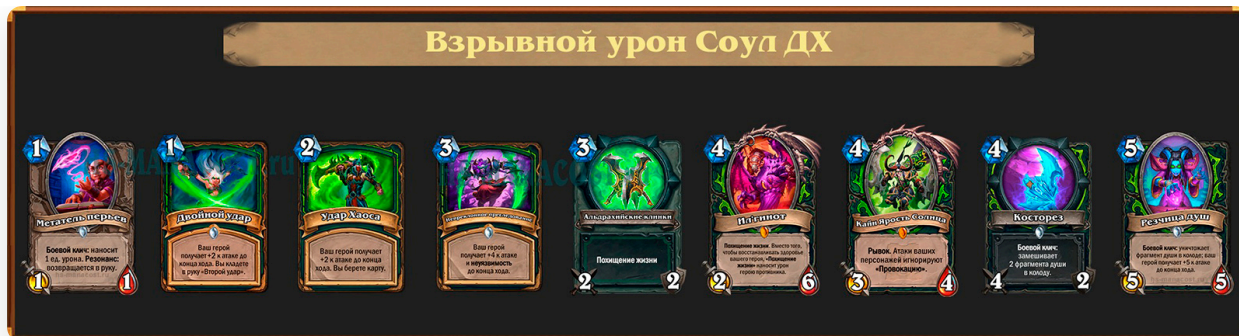 Взрывной урон Соул ДХ
1
Метатель перьев
Боевой клич: наносит
1 ед. урона. Резонанс:
возвращается в руку.
1
1
1
Двойной удар
Ваш герой
получает +2 к атаке до
конца хода. Вы кладете
в руку «Второй удар».
2
Удар Хаоса
Ваш герой получает
+2 к атаке до конца
хода. Вы берете карту.
3
Ваш герой
получает +4 к атаке
и неуязвимость
до конца хода.
3
Альдрахийские клинки
Похищение жизни
2
2
4
Ил'гинот
Похищение жизни. Вместо того,
чтобы восстанавливать здоровье
вашего героя, «Похищение
жизни» наносит урон
герою противника.
2
6
4
Кайн Ярость Солнца
Рывок. Атаки ваших
персонажей игнорируют
«Провокацию».
3
4
4
Косторез
Боевой клич:
замешивает
2 фрагмента души
в колоду.
4
2
5
Резчица душ
Боевой клич: уничтожает
фрагмент души в колоде; ваш
герой получает +5 к атаке
до конца хода.
5
5